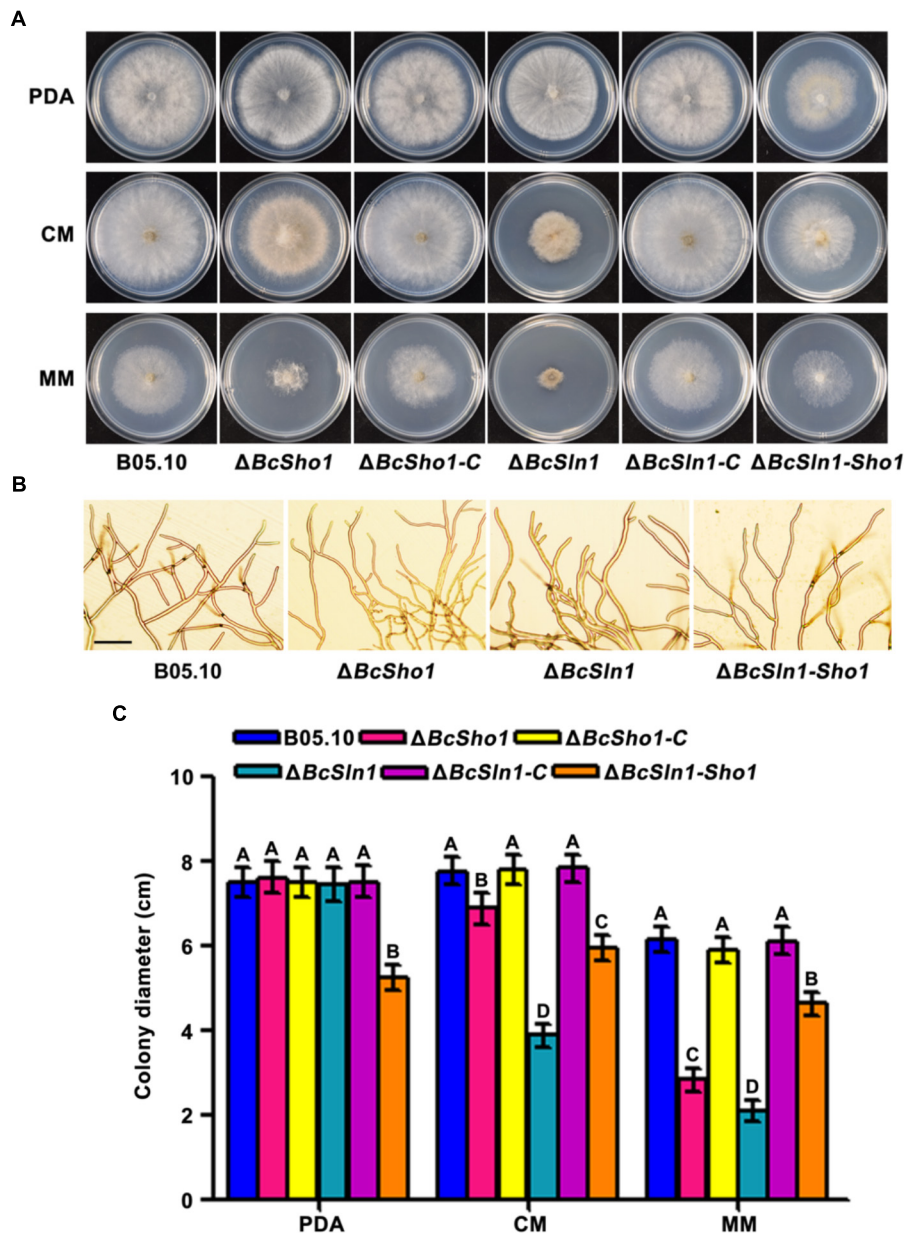 A
PDA
CM
MM
B05.10 ΔBcSho1 ΔBcSho1-C ΔBcSln1 ΔBcSln1-C ΔBcSln1-Sho1
B
B05.10 ΔBcSho1 ΔBcSln1 ΔBcSln1-Sho1
C
B05.10 ΔBcSho1 ΔBcSho1-C
ΔBcSln1 ΔBcSln1-C ΔBcSln1-Sho1
Colony diameter (cm)
10
8
6
4
2
0
A A A A A B
A B A D A C
A C A D A B
PDA CM MM